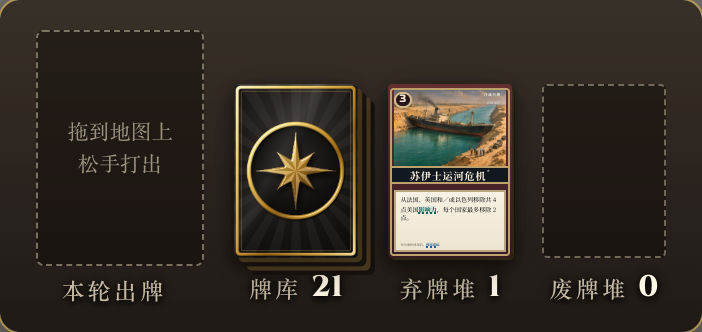 拖到地图上
松手打出
本轮出牌
牌库 21
3
苏伊士运河危机*
从法国、英国和/或以色列移除共 4
点美国影响力，每个国家最多移除 2
点。
弃牌堆 1
废牌堆 0